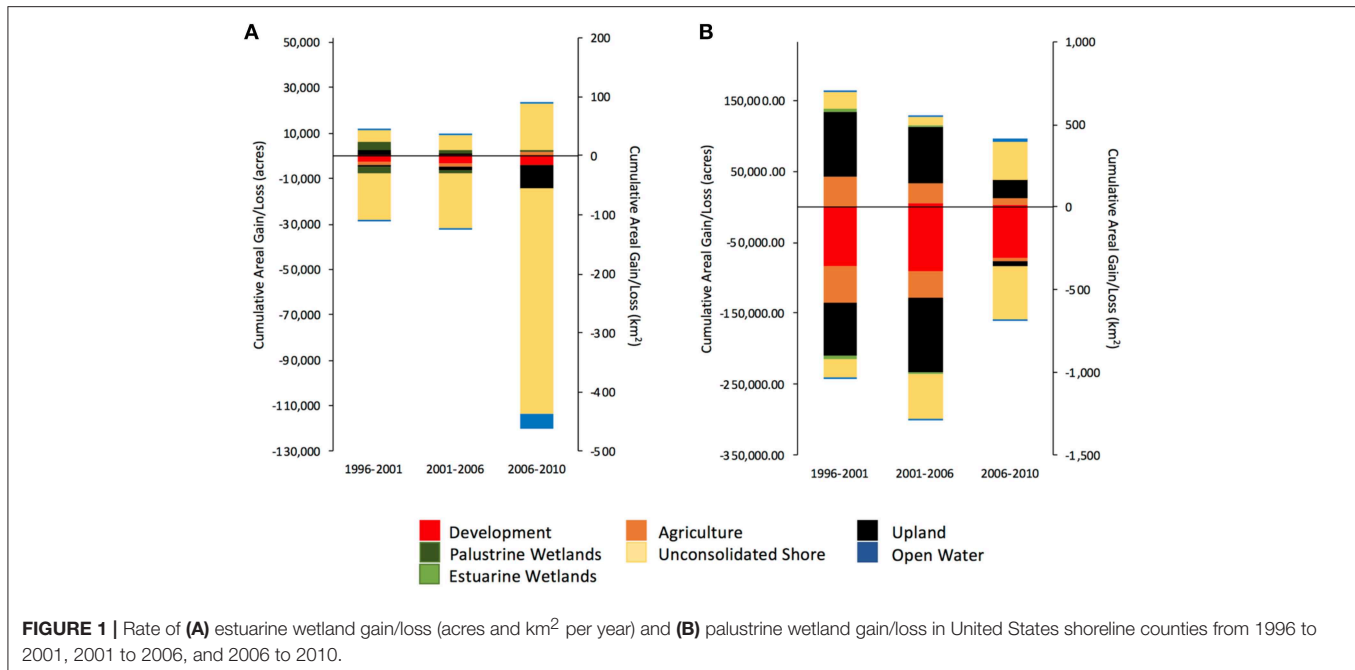 A
B
50,000
30,000
10,000
-10,000
-30,000
-50,000
-70,000
-90,000
-110,000
-130,000
Cumulative Areal Gain/Loss (acres)
200
100
0
-100
-200
-300
-400
-500
Cumulative Areal Gain/Loss (km²)
1996-2001 2001-2006 2006-2010
150,000.00
50,000.00
-50,000.00
-150,000.00
-250,000.00
-350,000.00
Cumulative Areal Gain/Loss (acres)
1,000
500
0
-500
-1,000
-1,500
Cumulative Areal Gain/Loss (km²)
1996-2001 2001-2006 2006-2010
Development Agriculture Upland
Palustrine Wetlands Unconsolidated Shore Open Water
Estuarine Wetlands
FIGURE 1 | Rate of (A) estuarine wetland gain/loss (acres and km² per year) and (B) palustrine wetland gain/loss in United States shoreline counties from 1996 to
2001, 2001 to 2006, and 2006 to 2010.